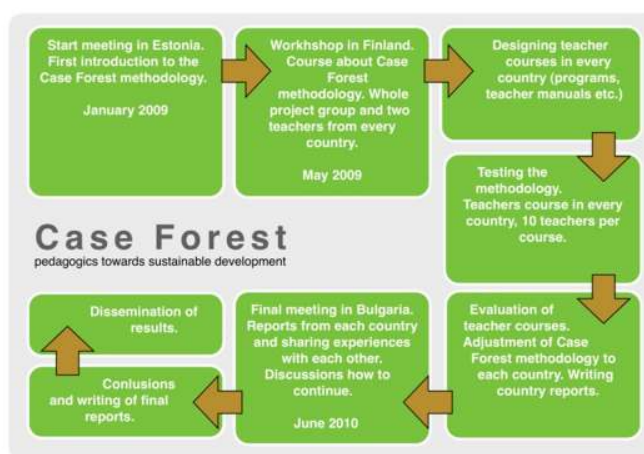 Start meeting in Estonia.
First introduction to the
Case Forest methodology.
January 2009
Workhshop in Finland.
Course about Case
Forest
methodology. Whole
project group and two
teachers from every
country.
May 2009
Designing teacher
courses in every
country (programs,
teacher manuals etc.)
Testing the
methodology.
Teachers course in every
country, 10 teachers per
course.
Evaluation of
teacher courses.
Adjustment of Case
Forest methodology to
each country. Writing
country reports.
Final meeting in Bulgaria.
Reports from each country
and sharing experiences
with each other.
Discussions how to
continue.
June 2010
Conlusions
and writing of final
reports.
Dissemination of
results.
Case Forest
pedagogics towards sustainable development